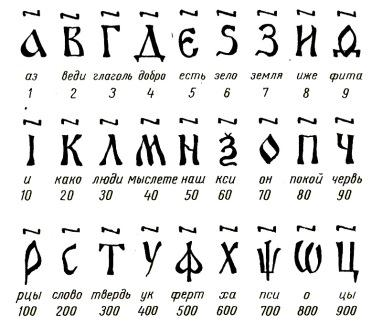 А В Г Д Є Ѕ З И Ѳ
аз веди глаголь добро есть зело земля иже фита
1 2 3 4 5 6 7 8 9
І К Л М Н Ѯ О П Ч
и како люди мыслете наш кси он покой червь
10 20 30 40 50 60 70 80 90
Р С Т У Ф Х Ѱ Ѡ Ц
рцы слово твердь ук ферт ха пси о цы
100 200 300 400 500 600 700 800 900